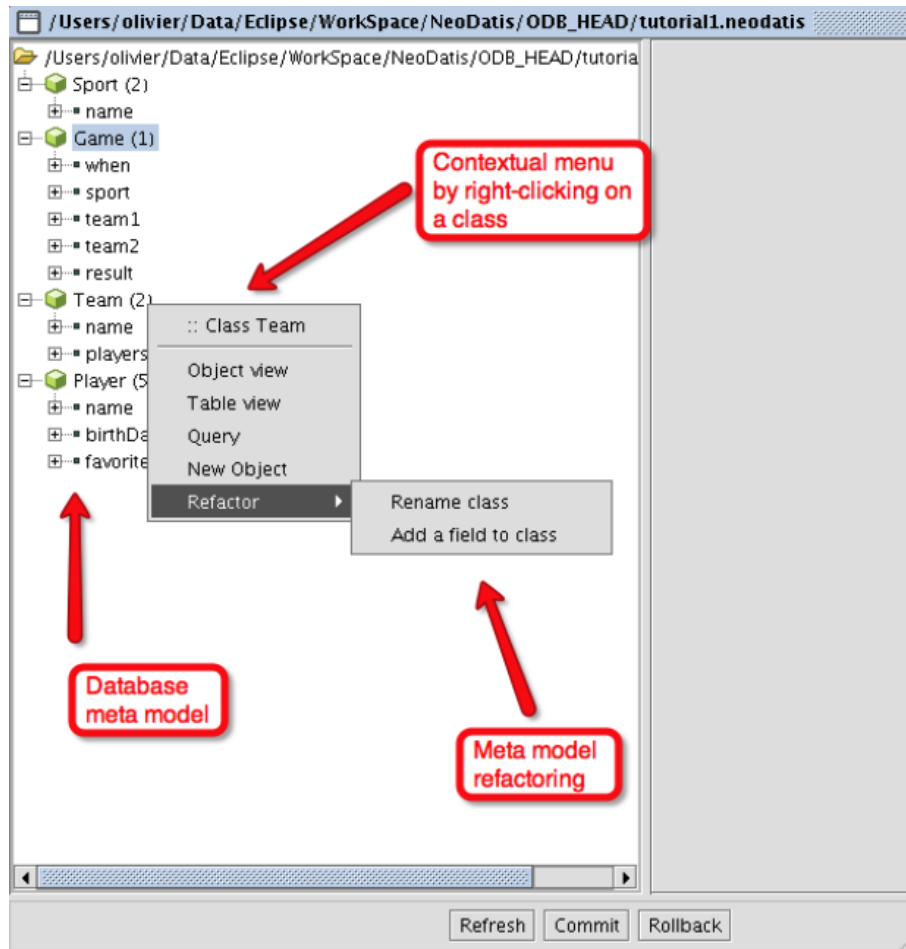 /Users/olivier/Data/Eclipse/WorkSpace/NeoDatis/ODB_HEAD/tutorial1.neodatis
/Users/olivier/Data/Eclipse/WorkSpace/NeoDatis/ODB_HEAD/tutoria
Sport (2)
name
Game (1)
when
sport
team1
team2
result
Team (2)
name
players
Player (5
name
birthDa
favorite
Contextual menu
by right-clicking on
a class
:: Class Team
Object view
Table view
Query
New Object
Refactor
Rename class
Add a field to class
Database
meta model
Meta model
refactoring
Refresh Commit Rollback